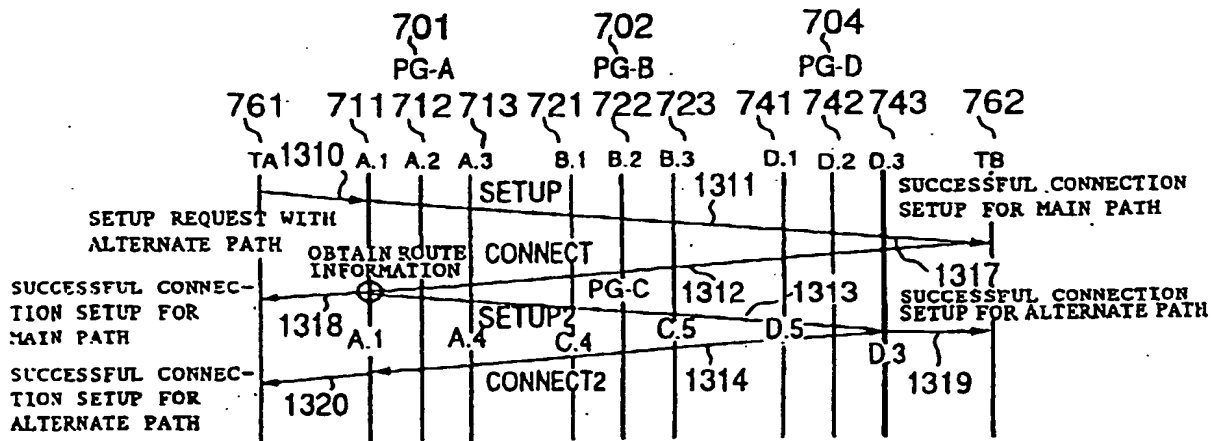 701 702 704
PG-A PG-B PG-D
761 711 712 713 721 722 723 741 742 743 762
TA 1310 A.1 A.2 A.3 B.1 B.2 B.3 D.1 D.2 D.3 TB
SETUP 1311
SUCCESSFUL CONNECTION
SETUP FOR MAIN PATH
SETUP REQUEST WITH
ALTERNATE PATH
OBTAIN ROUTE
INFORMATION
CONNECT
1317
SUCCESSFUL CONNEC-
TION SETUP FOR
MAIN PATH
1318
PG-C 1312 1313
SUCCESSFUL CONNECTION
SETUP FOR ALTERNATE PATH
SETUP2
A.1 A.4 C.4 C.5 D.5 D.3
1319
SUCCESSFUL CONNEC-
TION SETUP FOR
ALTERNATE PATH
1320
CONNECT2 1314